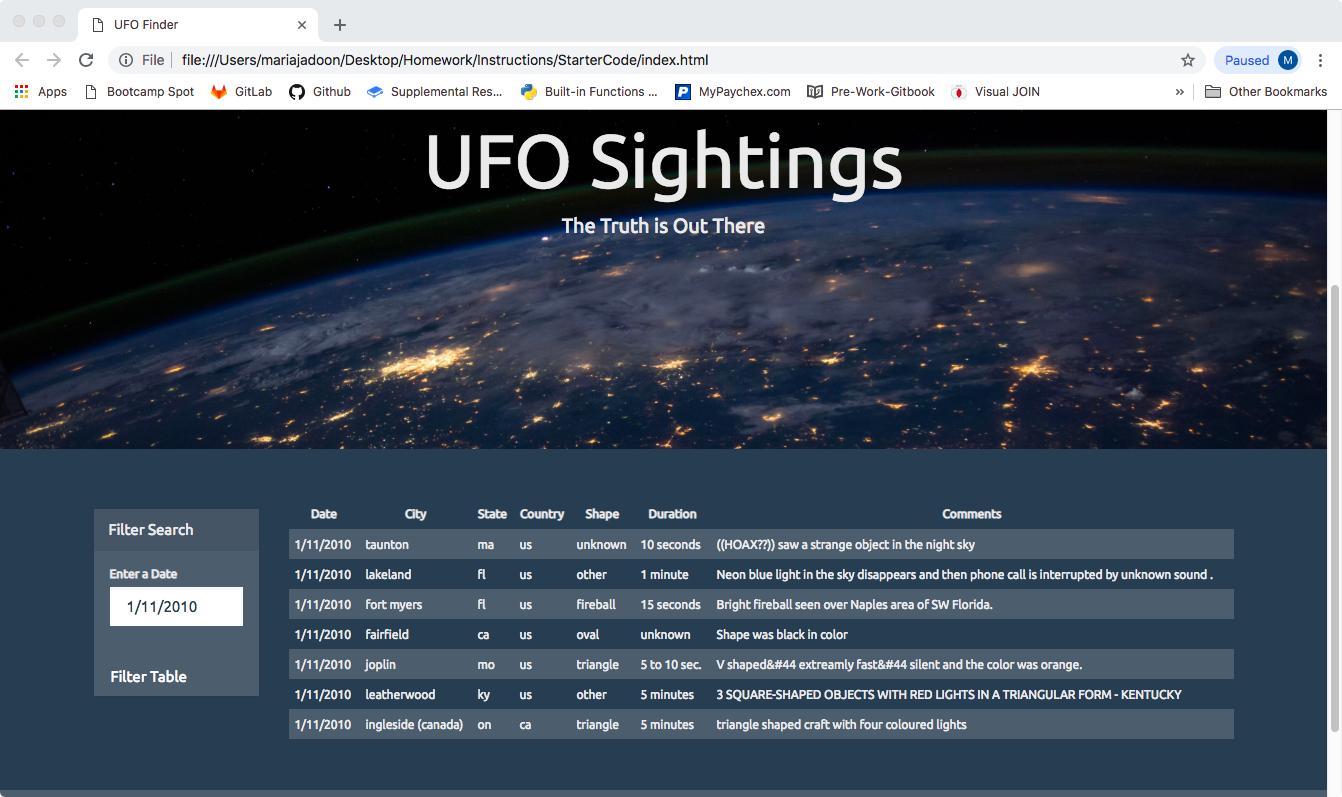 UFO Finder
File file:///Users/mariajadoon/Desktop/Homework/Instructions/StarterCode/index.html Paused M
Apps Bootcamp Spot GitLab Github Supplemental Res... Built-in Functions ... P MyPaychex.com Pre-Work-Gitbook Visual JOIN » Other Bookmarks
UFO Sightings
The Truth is Out There
Filter Search
Enter a Date
1/11/2010
Filter Table
Date City State Country Shape Duration Comments
1/11/2010 taunton ma us unknown 10 seconds ((HOAX??)) saw a strange object in the night sky
1/11/2010 lakeland fl us other 1 minute Neon blue light in the sky disappears and then phone call is interrupted by unknown sound .
1/11/2010 fort myers fl us fireball 15 seconds Bright fireball seen over Naples area of SW Florida.
1/11/2010 fairfield ca us oval unknown Shape was black in color
1/11/2010 joplin mo us triangle 5 to 10 sec. V shaped&#44 extreamly fast&#44 silent and the color was orange.
1/11/2010 leatherwood ky us other 5 minutes 3 SQUARE-SHAPED OBJECTS WITH RED LIGHTS IN A TRIANGULAR FORM - KENTUCKY
1/11/2010 ingleside (canada) on ca triangle 5 minutes triangle shaped craft with four coloured lights